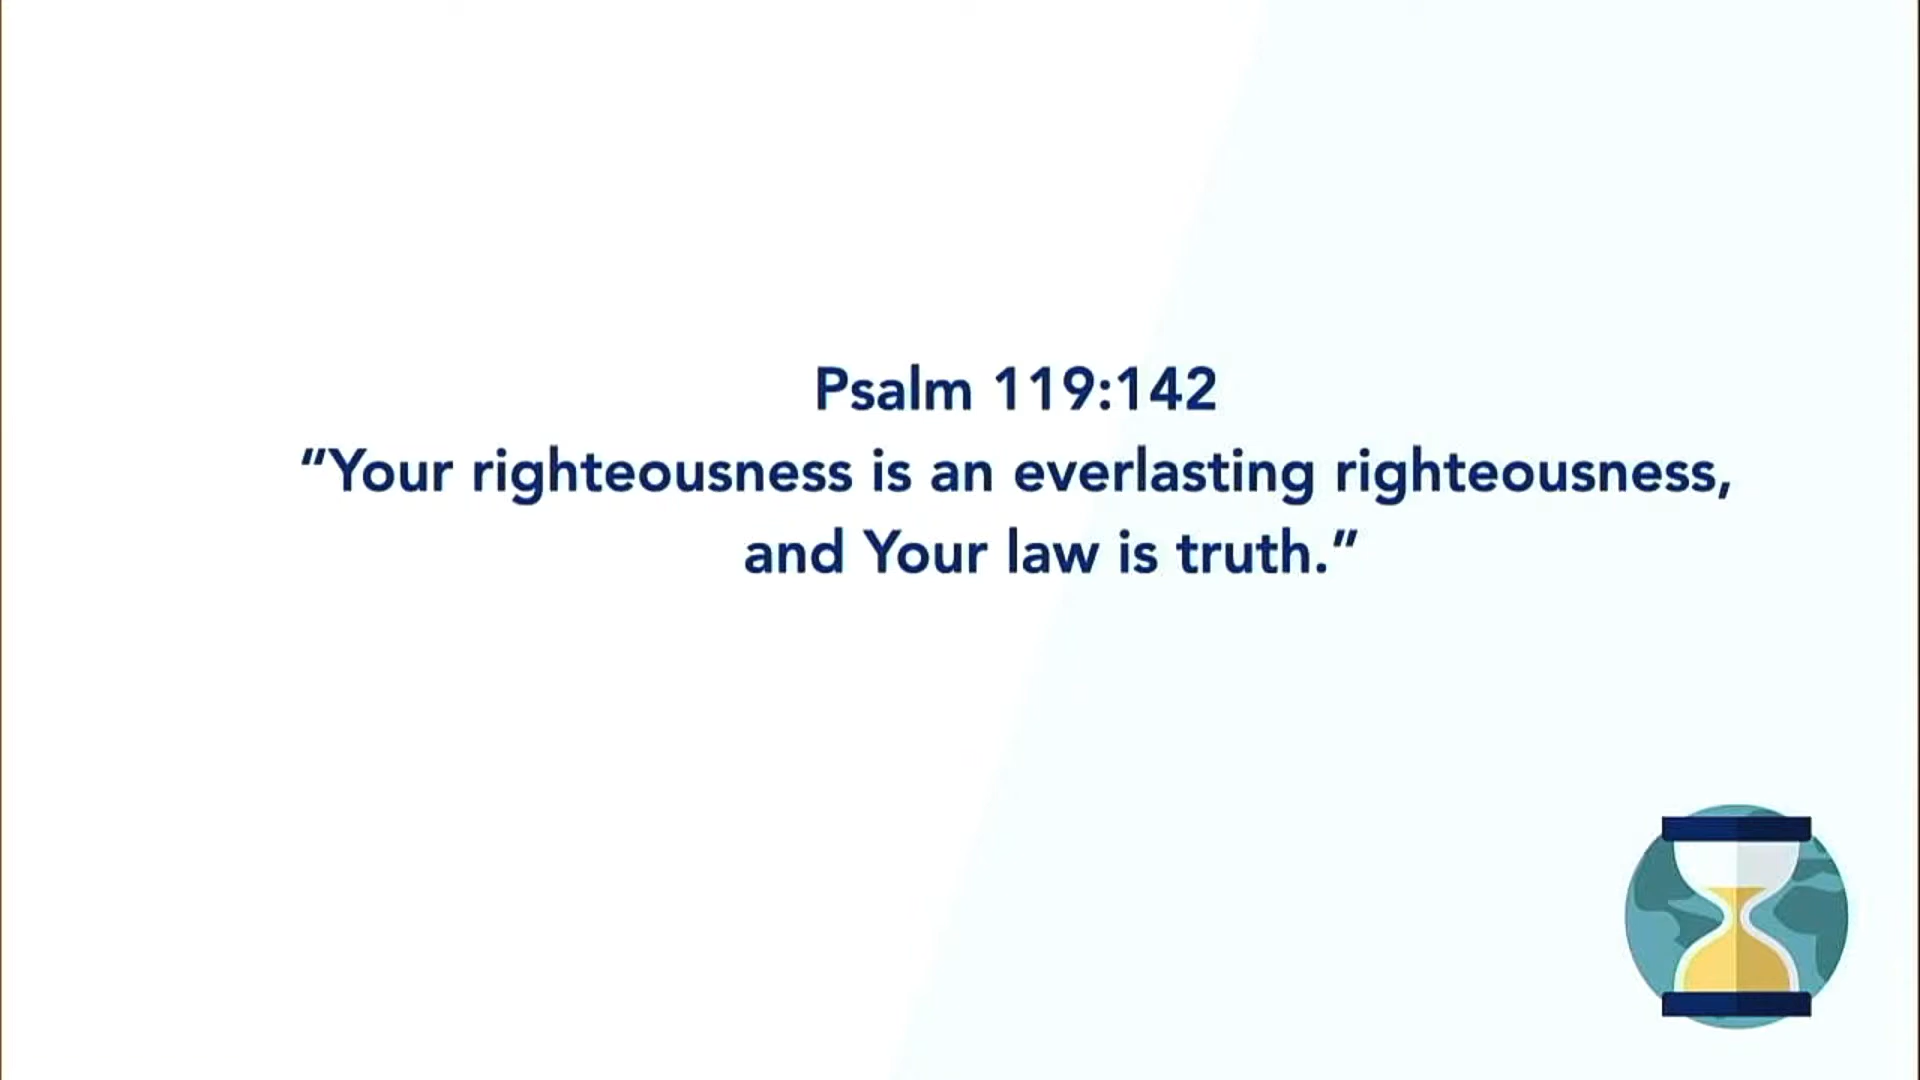 Psalm 119:142
“Your righteousness is an everlasting righteousness,
and Your law is truth.”